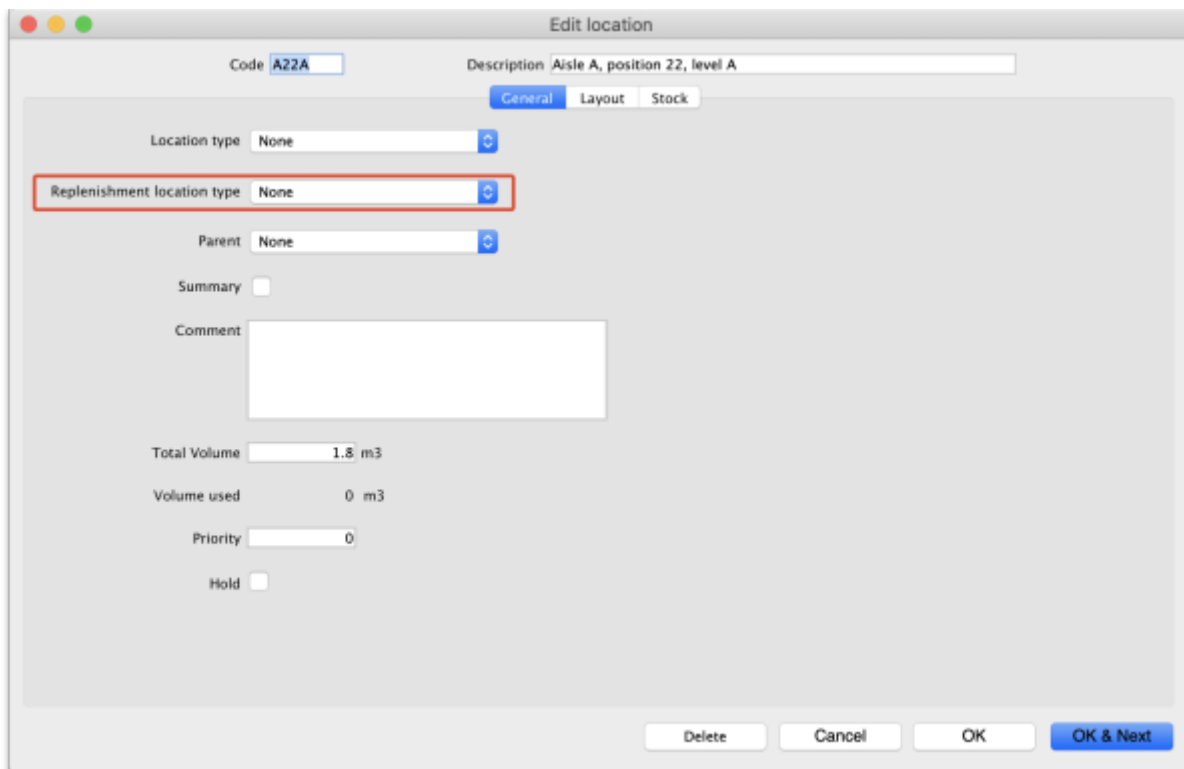 Edit location
Code A22A Description Aisle A, position 22, level A
General Layout Stock
Location type None
Replenishment location type None
Parent None
Summary
Comment
Total Volume 1.8 m3
Volume used 0 m3
Priority 0
Hold
Delete Cancel OK OK & Next